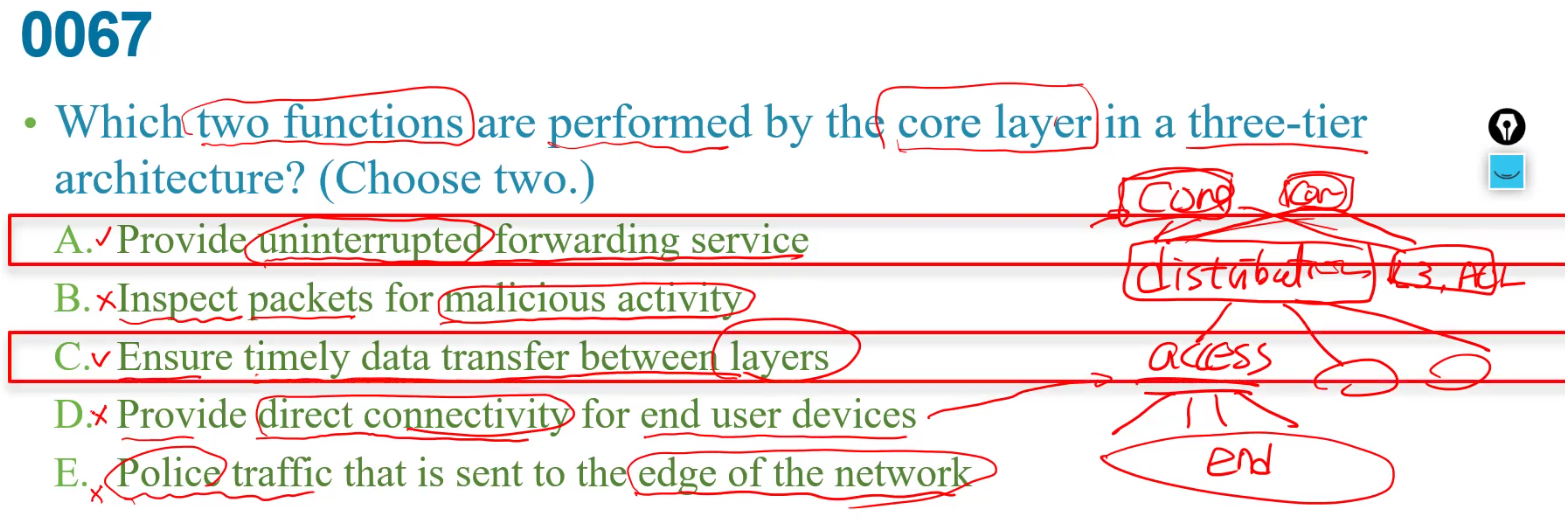 0067
• Which two functions are performed by the core layer in a three-tier
architecture? (Choose two.)
A. ✓ Provide uninterrupted forwarding service
B. × Inspect packets for malicious activity
C. ✓ Ensure timely data transfer between layers
D. × Provide direct connectivity for end user devices
E. × Police traffic that is sent to the edge of the network
Core
distribution L3, ACL
access
end